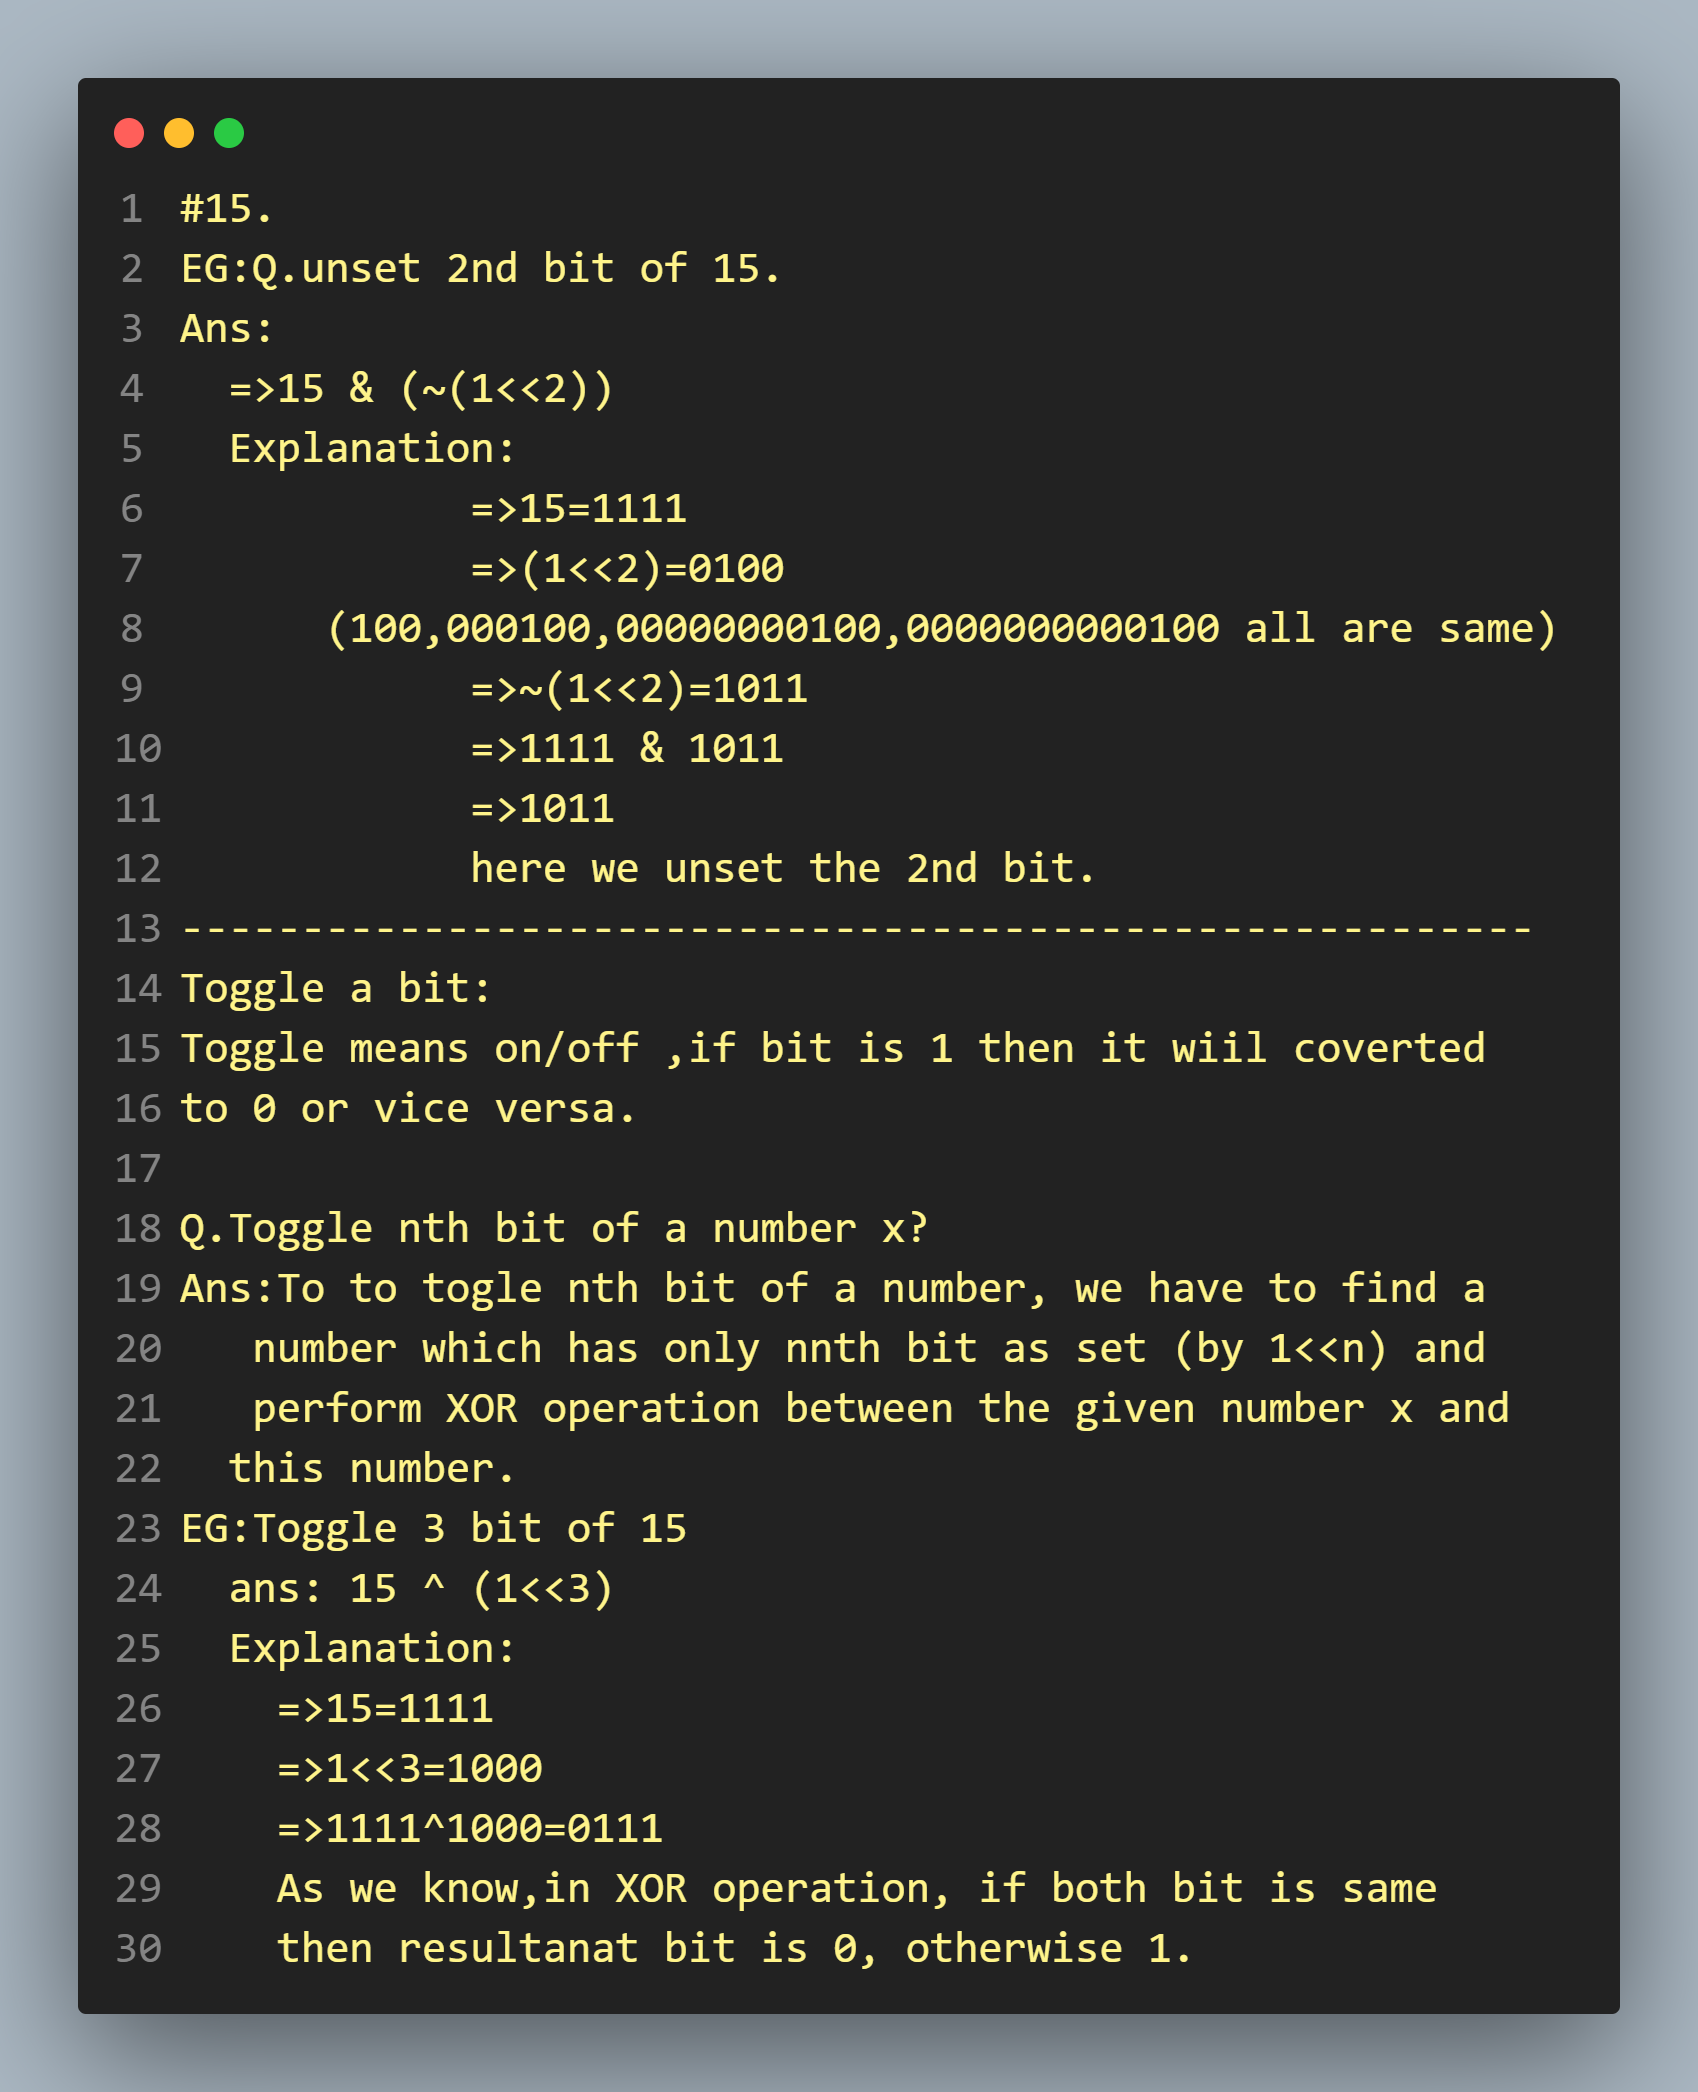 1 #15.
2 EG:Q.unset 2nd bit of 15.
3 Ans:
4 =>15 & (~(1<<2))
5 Explanation:
6 =>15=1111
7 =>(1<<2)=0100
8 (100,000100,00000000100,0000000000100 all are same)
9 =>~(1<<2)=1011
10 =>1111 & 1011
11 =>1011
12 here we unset the 2nd bit.
13 --------------------------------------------------------
14 Toggle a bit:
15 Toggle means on/off ,if bit is 1 then it wiil coverted
16 to 0 or vice versa.
17
18 Q.Toggle nth bit of a number x?
19 Ans:To to togle nth bit of a number, we have to find a
20 number which has only nnth bit as set (by 1<<n) and
21 perform XOR operation between the given number x and
22 this number.
23 EG:Toggle 3 bit of 15
24 ans: 15 ^ (1<<3)
25 Explanation:
26 =>15=1111
27 =>1<<3=1000
28 =>1111^1000=0111
29 As we know,in XOR operation, if both bit is same
30 then resultanat bit is 0, otherwise 1.